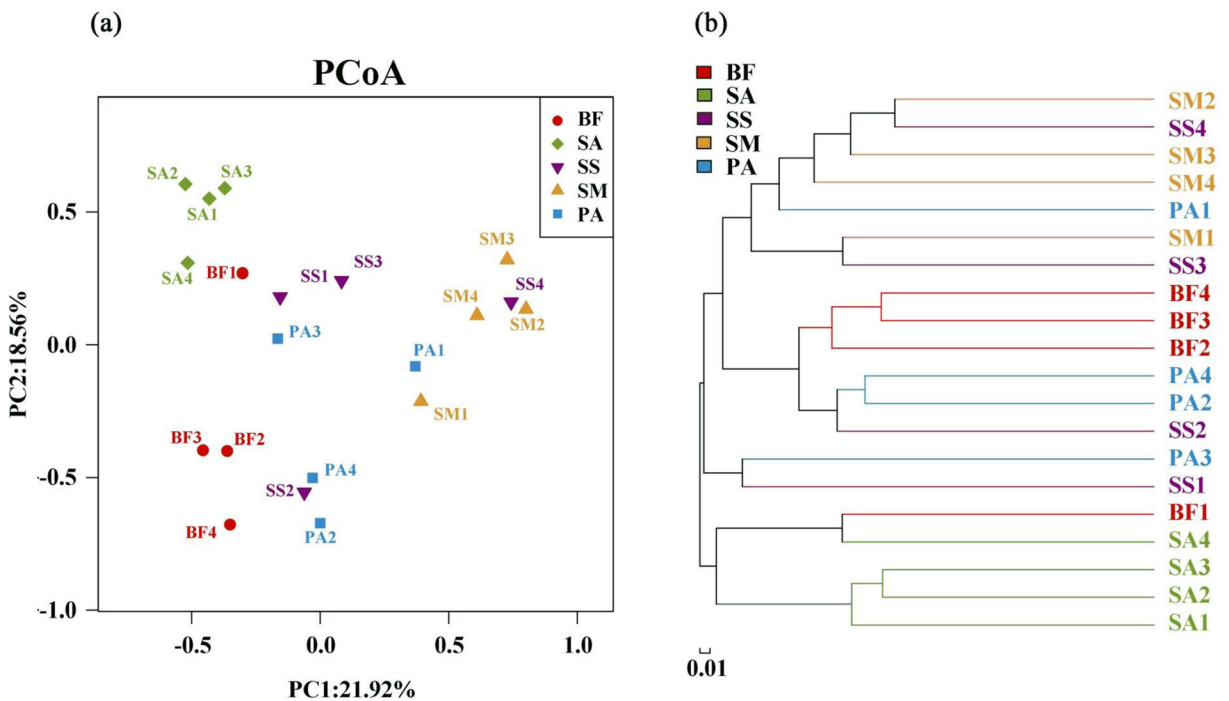 (a)
PCoA
BF
SA
SS
SM
PA
SA2
SA3
SA1
SA4
BF1
SS1
SS3
PA3
SM3
SM4
SS4
SM2
PA1
SM1
BF3
BF2
BF4
SS2
PA4
PA2
0.5
0.0
-0.5
-1.0
PC2:18.56%
-0.5
0.0
0.5
1.0
PC1:21.92%
(b)
BF
SA
SS
SM
PA
SM2
SS4
SM3
SM4
PA1
SM1
SS3
BF4
BF3
BF2
PA4
PA2
SS2
PA3
SS1
BF1
SA4
SA3
SA2
SA1
0.01